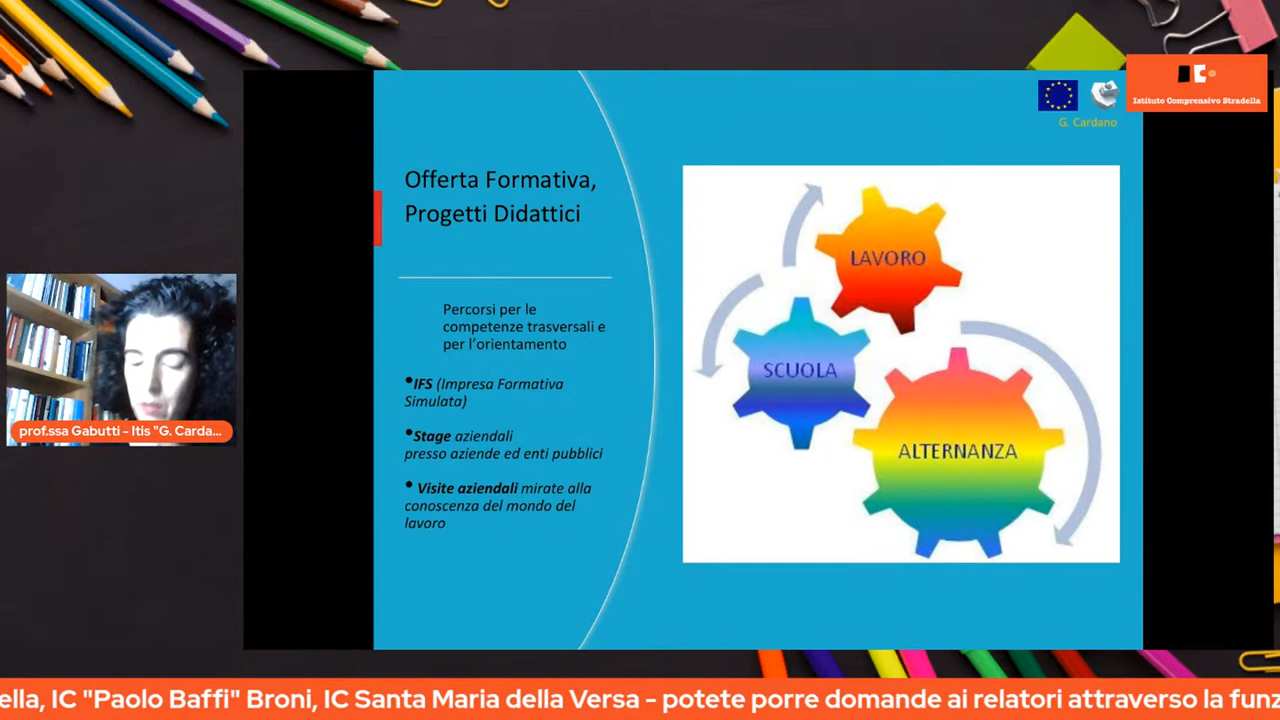 Istituto Comprensivo Stradella
G. Cardano
Offerta Formativa,
Progetti Didattici
Percorsi per le
competenze trasversali e
per l'orientamento
•IFS (Impresa Formativa
Simulata)
•Stage aziendali
presso aziende ed enti pubblici
• Visite aziendali mirate alla
conoscenza del mondo del
lavoro
LAVORO
SCUOLA
ALTERNANZA
prof.ssa Gabutti - Itis "G. Carda...
ella, IC "Paolo Baffi" Broni, IC Santa Maria della Versa - potete porre domande ai relatori attraverso la funz